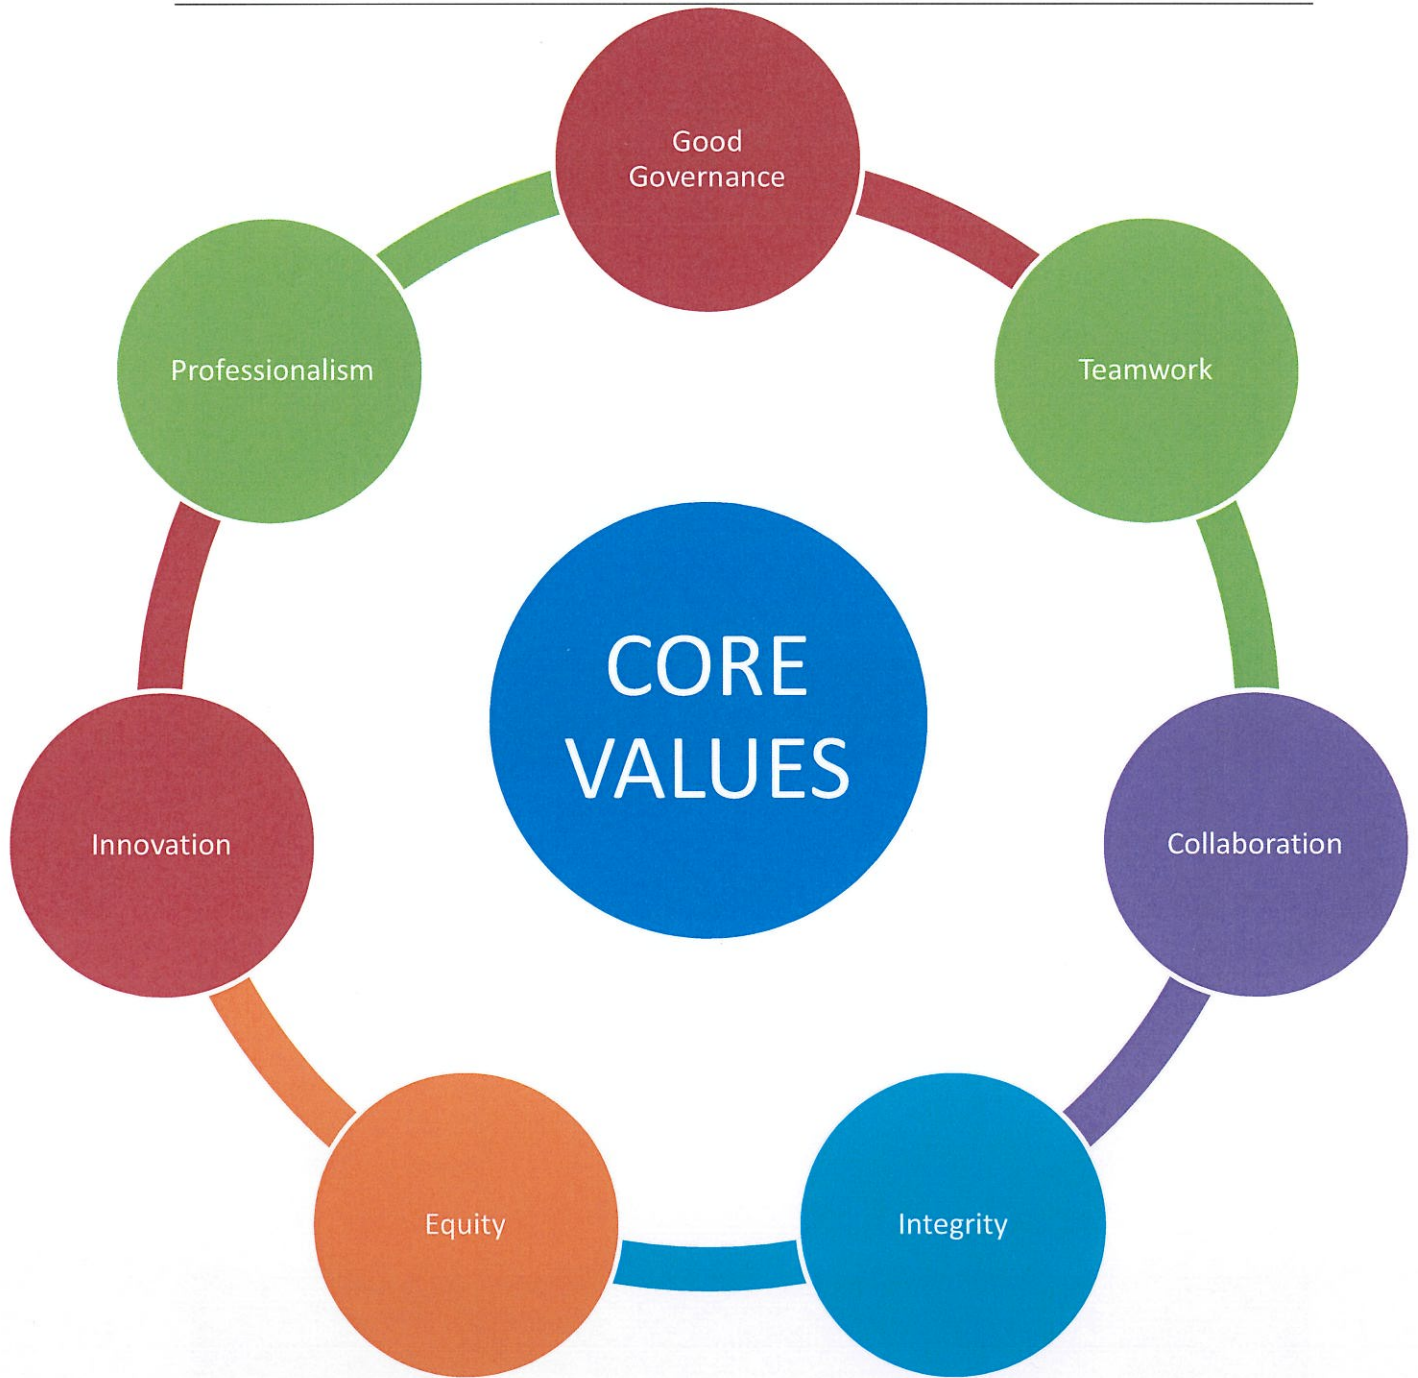 Good
Governance
Teamwork
Collaboration
Integrity
Equity
Innovation
Professionalism
CORE
VALUES